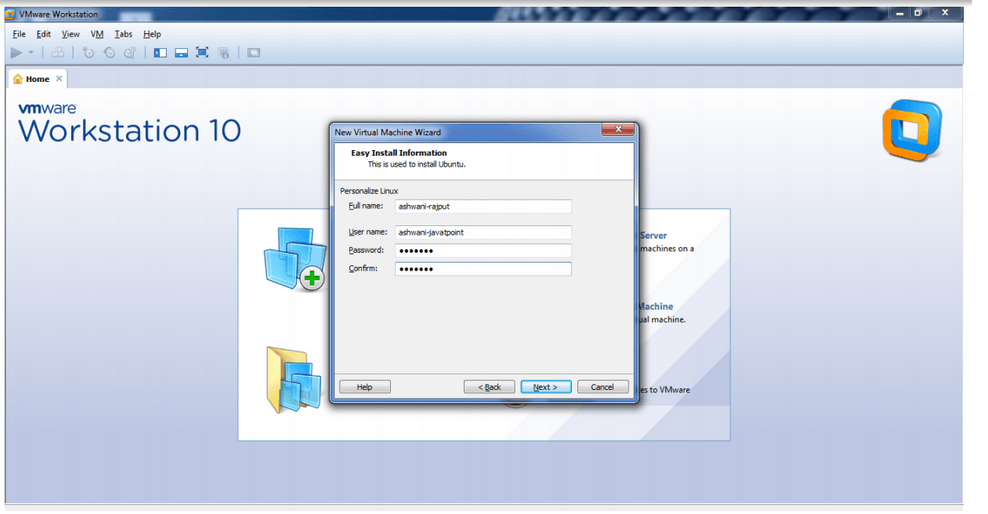 VMware Workstation
File Edit View VM Tabs Help
Home
vmware
Workstation 10
New Virtual Machine Wizard
Easy Install Information
This is used to install Ubuntu.
Personalize Linux
Full name: ashwani-rajput
User name: ashwani-javatpoint
Password: •••••••
Confirm: •••••••
Help < Back Next > Cancel
Server
machines on a
Machine
ual machine.
es to VMware